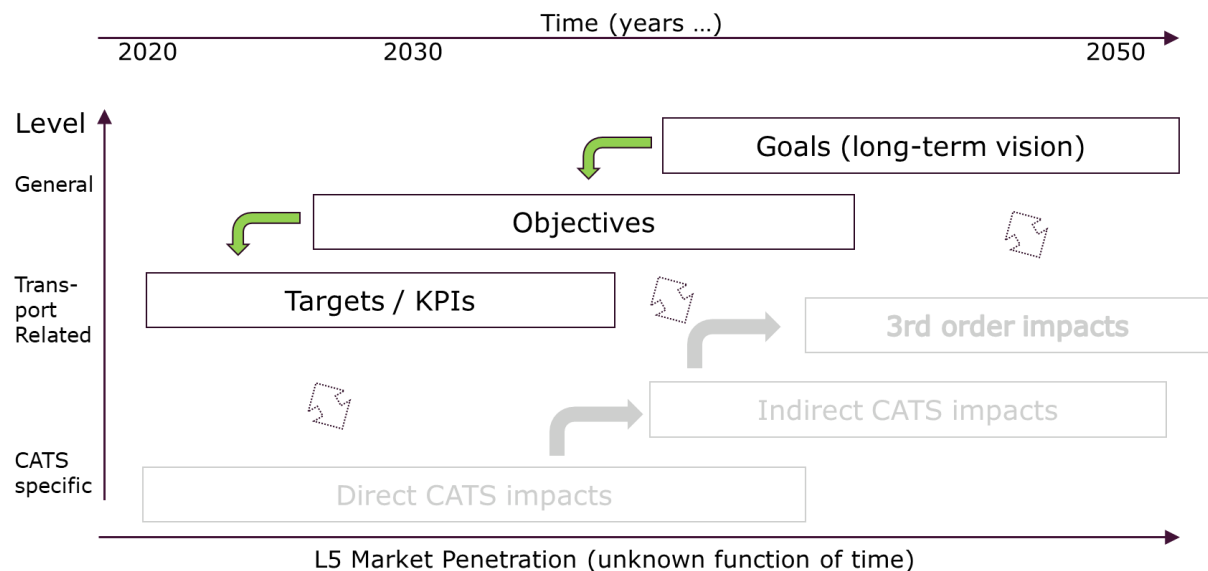 Time (years …)
2020 2030 2050
Level
Goals (long-term vision)
General
Objectives
Trans-
port
Related
Targets / KPIs
3rd order impacts
Indirect CATS impacts
CATS
specific
Direct CATS impacts
L5 Market Penetration (unknown function of time)